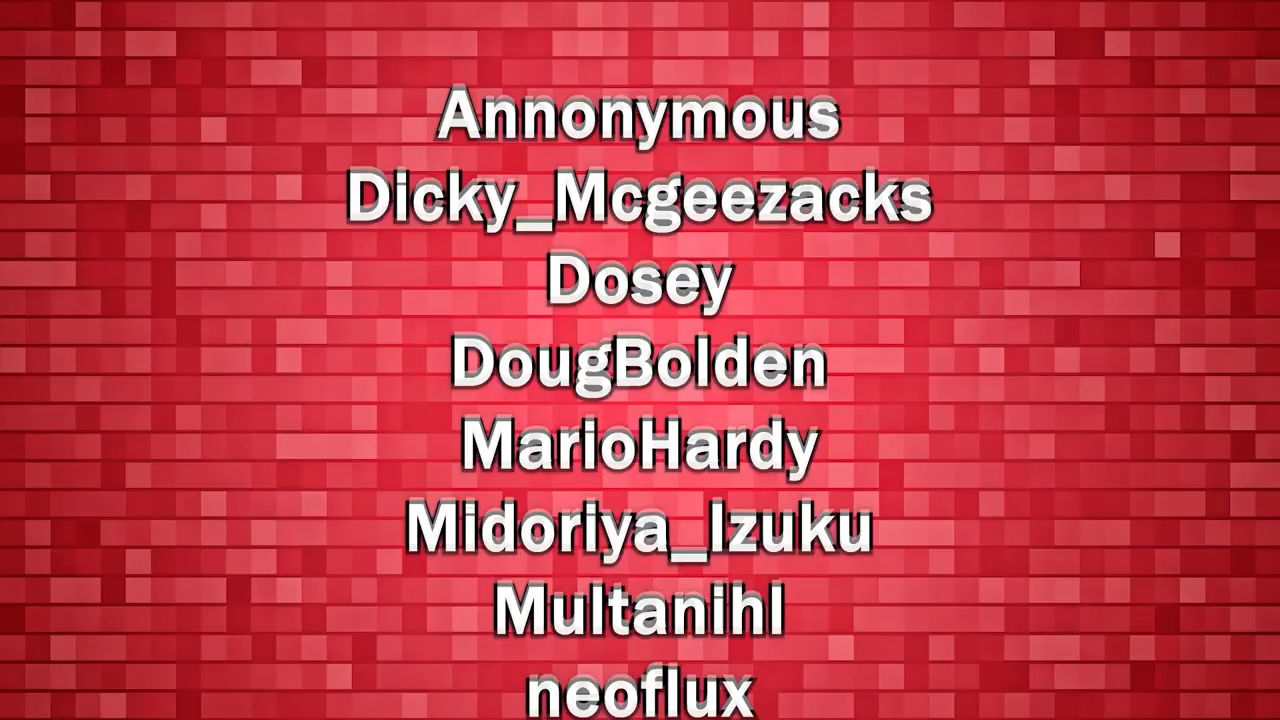 Annonymous
Dicky_Mcgeezacks
Dosey
DougBolden
MarioHardy
Midoriya_Izuku
Multanihl
neoflux